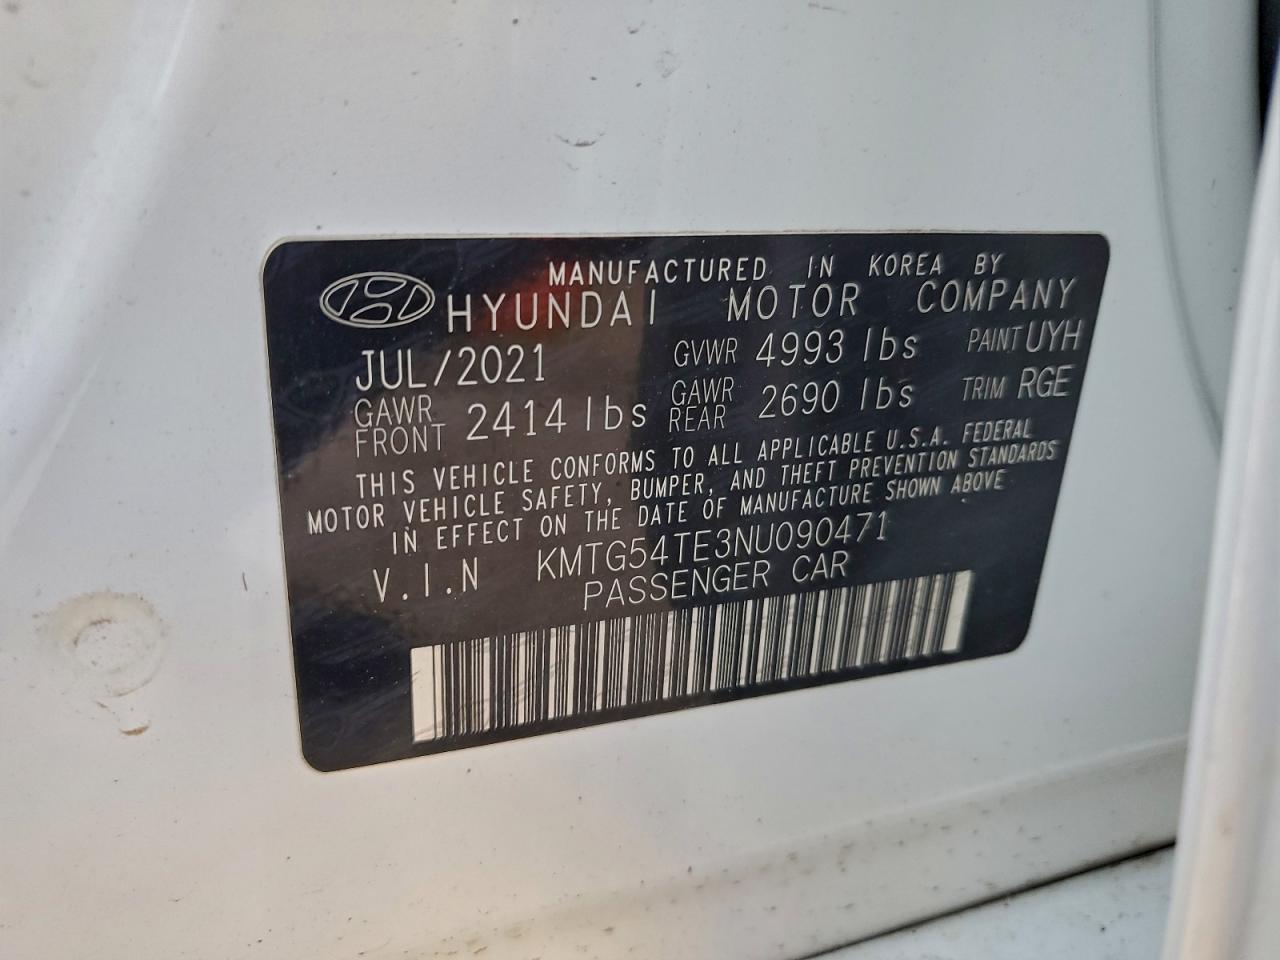 MANUFACTURED IN KOREA BY
HYUNDAI MOTOR COMPANY
JUL/2021 GVWR 4993 lbs PAINT UYH
GAWR FRONT 2414 lbs GAWR REAR 2690 lbs TRIM RGE
THIS VEHICLE CONFORMS TO ALL APPLICABLE U.S.A. FEDERAL
MOTOR VEHICLE SAFETY, BUMPER, AND THEFT PREVENTION STANDARDS
IN EFFECT ON THE DATE OF MANUFACTURE SHOWN ABOVE
V.I.N KMTG54TE3NU090471
PASSENGER CAR